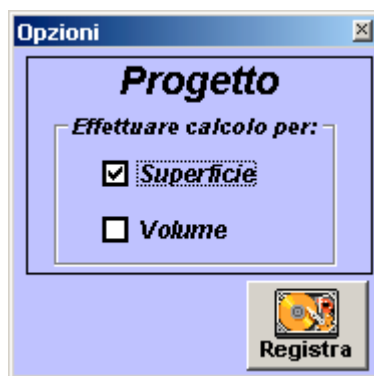 Opzioni
Progetto
Effettuare calcolo per:
Superficie
Volume
Registra